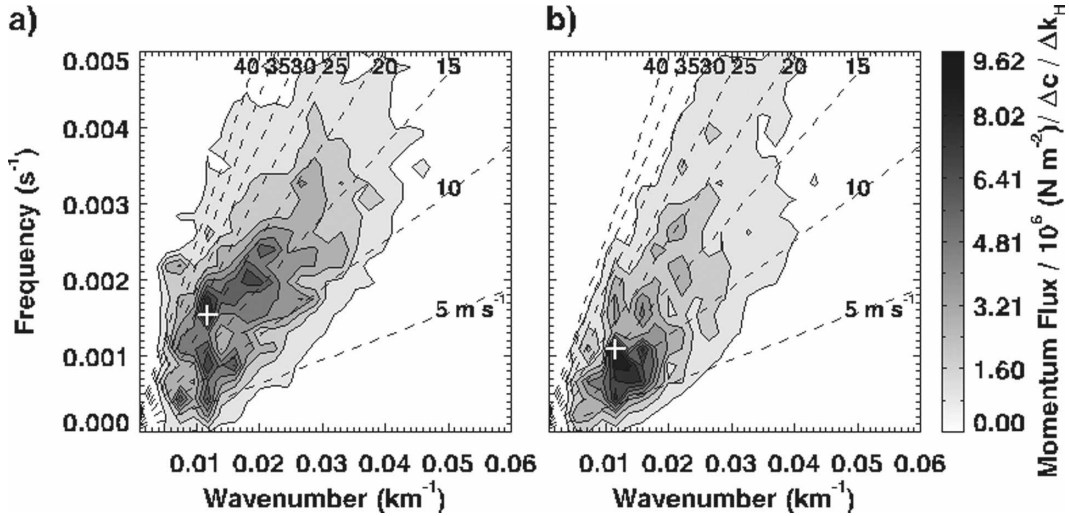 a)
b)
40 35 30 25 20 15
10
5 m s⁻¹
40 35 30 25 20 15
10
5 m s⁻¹
0.005
0.004
0.003
0.002
0.001
0.000
Frequency (s⁻¹)
0.01 0.02 0.03 0.04 0.05 0.06
Wavenumber (km⁻¹)
0.01 0.02 0.03 0.04 0.05 0.06
Wavenumber (km⁻¹)
9.62
8.02
6.41
4.81
3.21
1.60
0.00
Momentum Flux / 10⁶ (N m⁻²)/ Δc / Δk_H